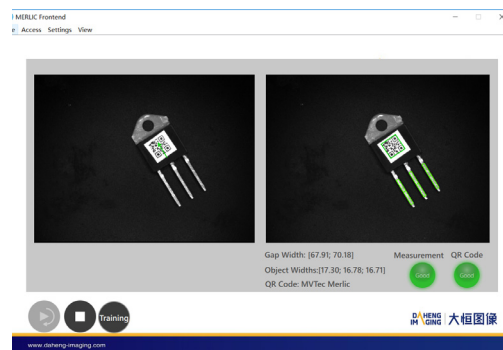 MERLIC Frontend
Access Settings View
Gap Width: [67.91; 70.18]
Measurement QR Code
Object Widths:[17.30; 16.78; 16.71]
Good Good
QR Code: MVTec Merlic
Training
DAHENG IMAGING 大恒图像
www.daheng-imaging.com